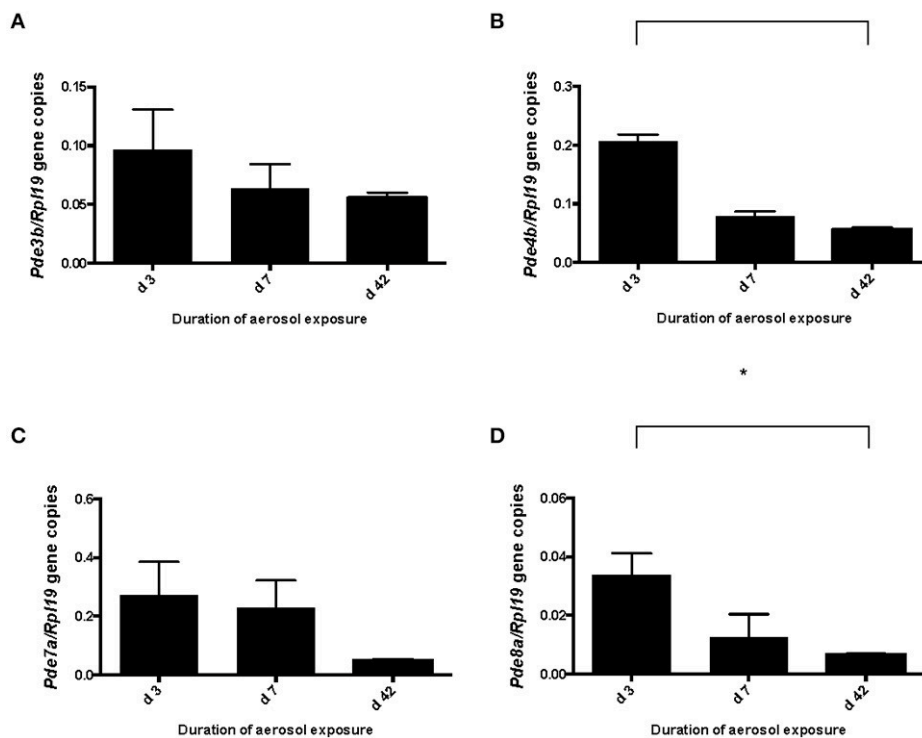 A
Pde3b/Rpl19 gene copies
0.15
0.10
0.05
0.00
d 3
d 7
d 42
Duration of aerosol exposure
B
Pde4b/Rpl19 gene copies
0.3
0.2
0.1
0.0
d 3
d 7
d 42
Duration of aerosol exposure
*
C
Pde7a/Rpl19 gene copies
0.6
0.4
0.2
0.0
d 3
d 7
d 42
Duration of aerosol exposure
D
Pde8a/Rpl19 gene copies
0.06
0.04
0.02
0.00
d 3
d 7
d 42
Duration of aerosol exposure